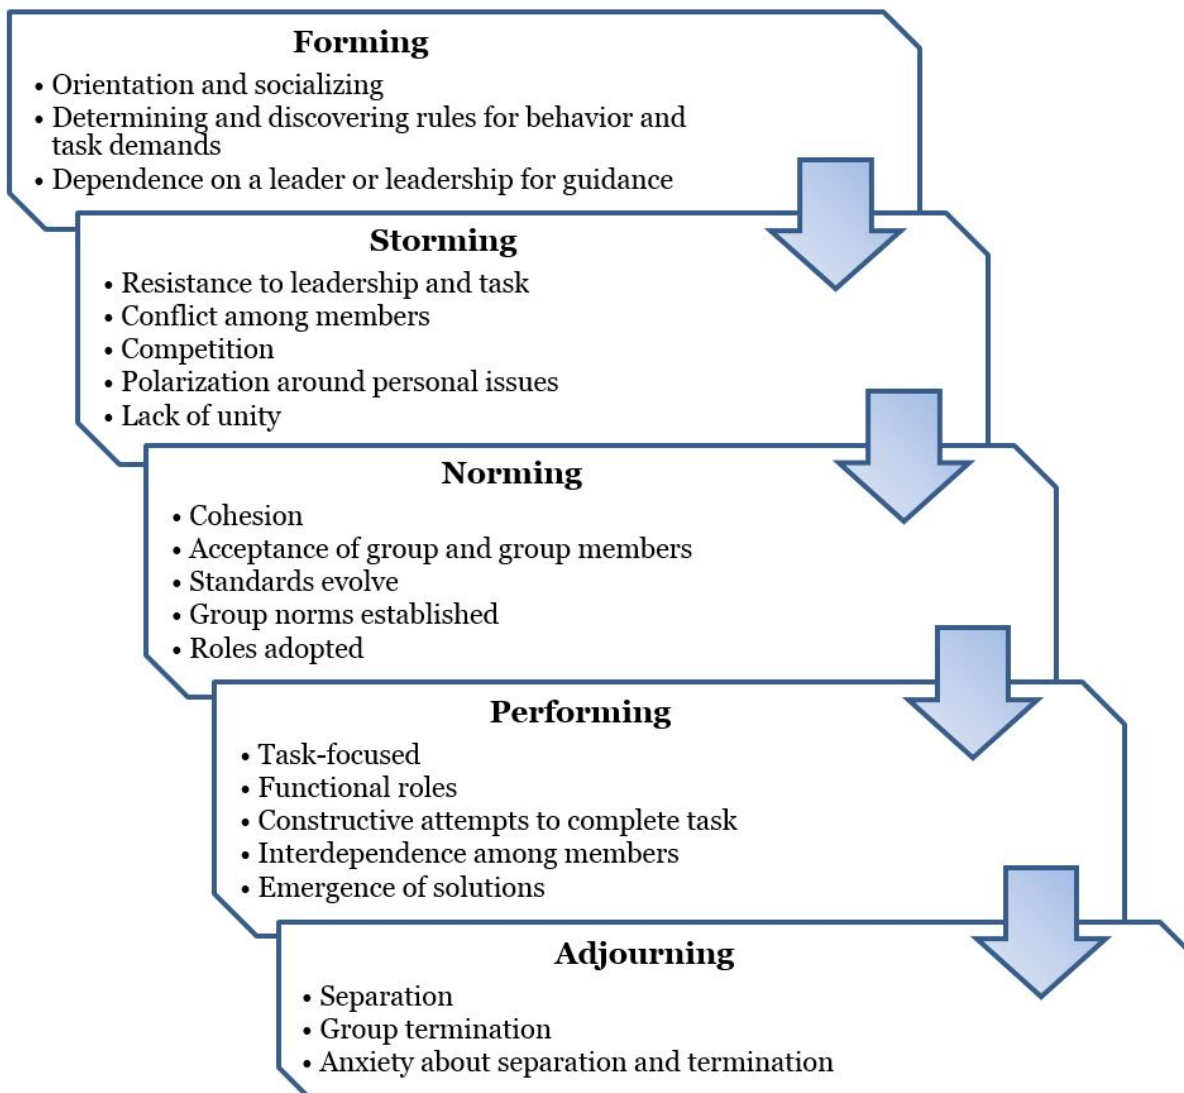 Forming
• Orientation and socializing
• Determining and discovering rules for behavior and
task demands
• Dependence on a leader or leadership for guidance
Storming
• Resistance to leadership and task
• Conflict among members
• Competition
• Polarization around personal issues
• Lack of unity
Norming
• Cohesion
• Acceptance of group and group members
• Standards evolve
• Group norms established
• Roles adopted
Performing
• Task-focused
• Functional roles
• Constructive attempts to complete task
• Interdependence among members
• Emergence of solutions
Adjourning
• Separation
• Group termination
• Anxiety about separation and termination